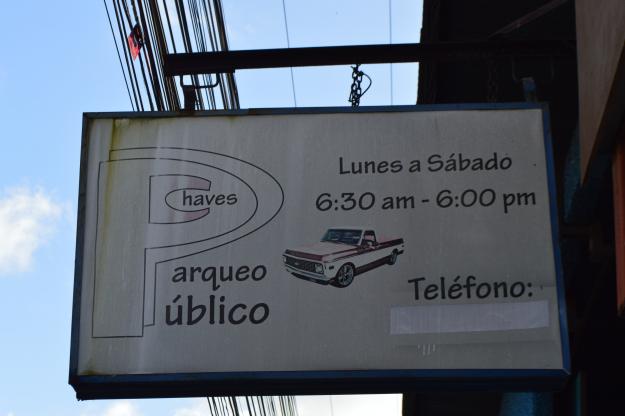 Chaves
Parqueo
Público
Lunes a Sábado
6:30 am - 6:00 pm
Teléfono: